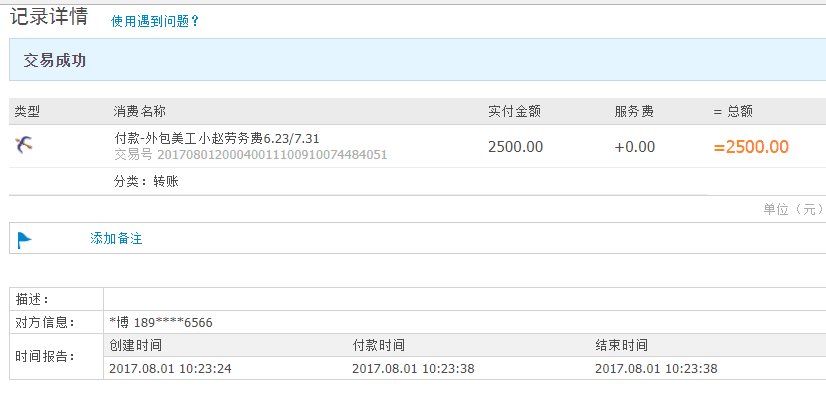 记录详情 使用遇到问题?
交易成功
类型 消费名称 实付金额 服务费 = 总额
付款-外包美工小赵劳务费6.23/7.31 2500.00 +0.00 =2500.00
交易号 20170801200040011100910074484051
分类：转账
单位（元）
添加备注
描述：
对方信息： *博 189****6566
时间报告： 创建时间 付款时间 结束时间
2017.08.01 10:23:24 2017.08.01 10:23:38 2017.08.01 10:23:38